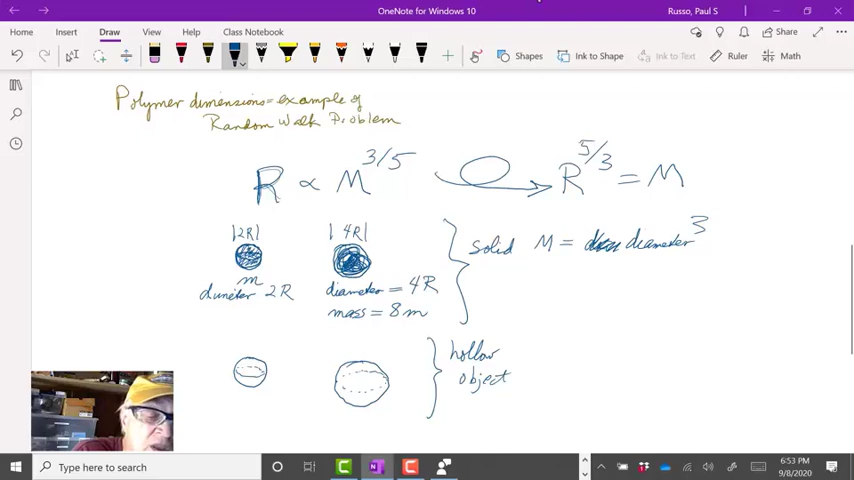 OneNote for Windows 10
Russo, Paul S
Home Insert Draw View Help Class Notebook
Share
Shapes Ink to Shape Ink to Text Ruler Math
Polymer dimensions = example of
Random Walk Problem
R ∝ M^3/5 R^5/3 = M
|2R| |4R|
m
diameter 2R
diameter = 4R
mass = 8m
solid M = diameter^3
hollow
object
Type here to search
6:53 PM
9/8/2020